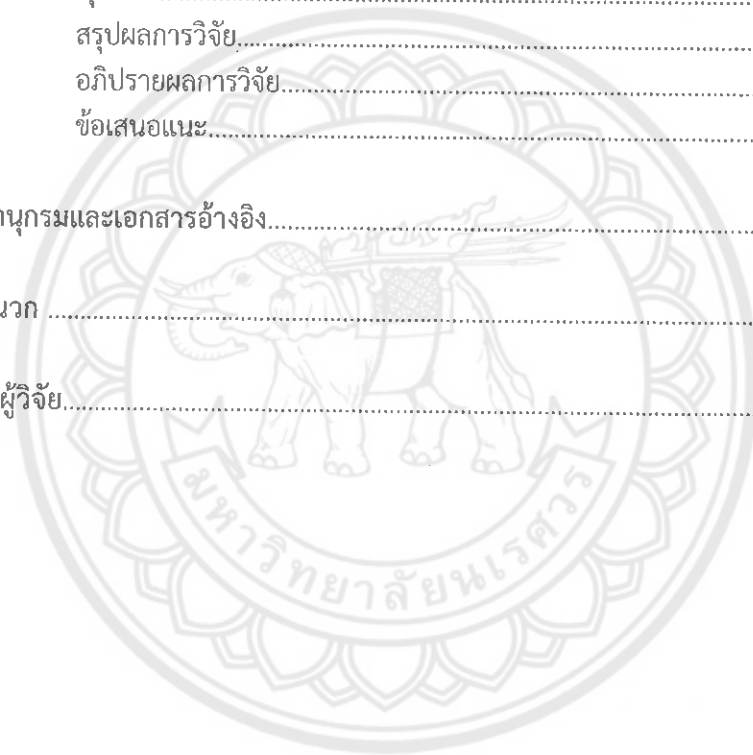 สรุปผลการวิจัย
อภิปรายผลการวิจัย
ข้อเสนอแนะ
านุกรมและเอกสารอ้างอิง
นวก
ผู้วิจัย
มหาวิทยาลัยนเรศวร